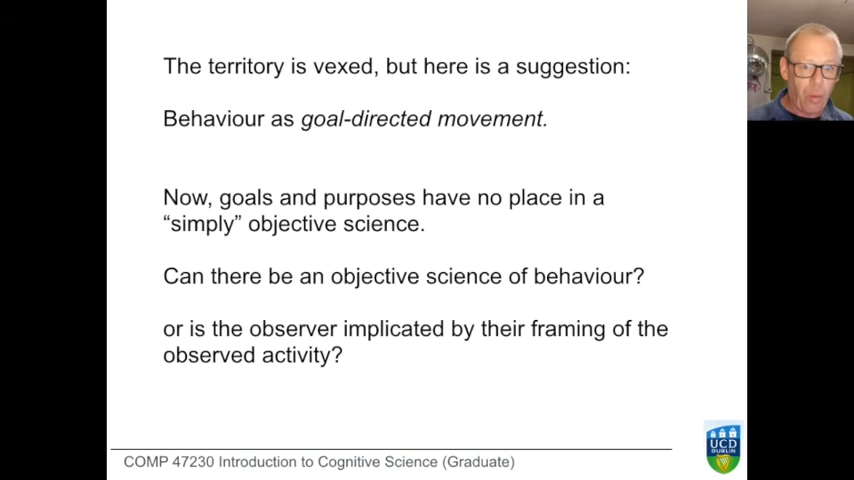 The territory is vexed, but here is a suggestion:
Behaviour as goal-directed movement.
Now, goals and purposes have no place in a
“simply” objective science.
Can there be an objective science of behaviour?
or is the observer implicated by their framing of the
observed activity?
COMP 47230 Introduction to Cognitive Science (Graduate)
UCD
DUBLIN